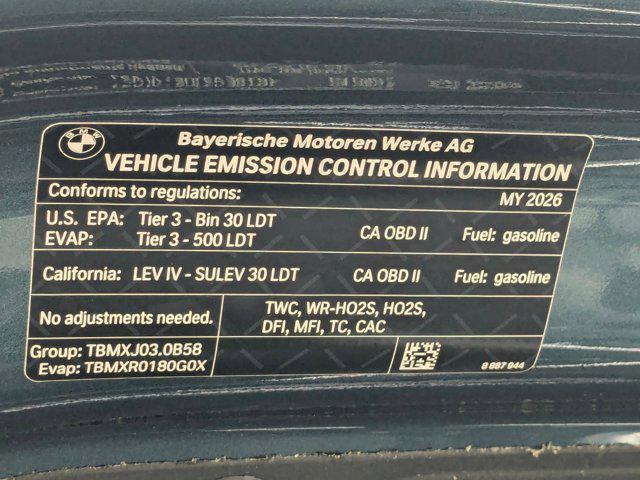 BMW
Bayerische Motoren Werke AG
VEHICLE EMISSION CONTROL INFORMATION
Conforms to regulations: MY 2026
U.S. EPA: Tier 3 - Bin 30 LDT
EVAP: Tier 3 - 500 LDT CA OBD II Fuel: gasoline
California: LEV IV - SULEV 30 LDT CA OBD II Fuel: gasoline
No adjustments needed.
TWC, WR-HO2S, HO2S,
DFI, MFI, TC, CAC
Group: TBMXJ03.0B58
Evap: TBMXR0180G0X
8 887 944